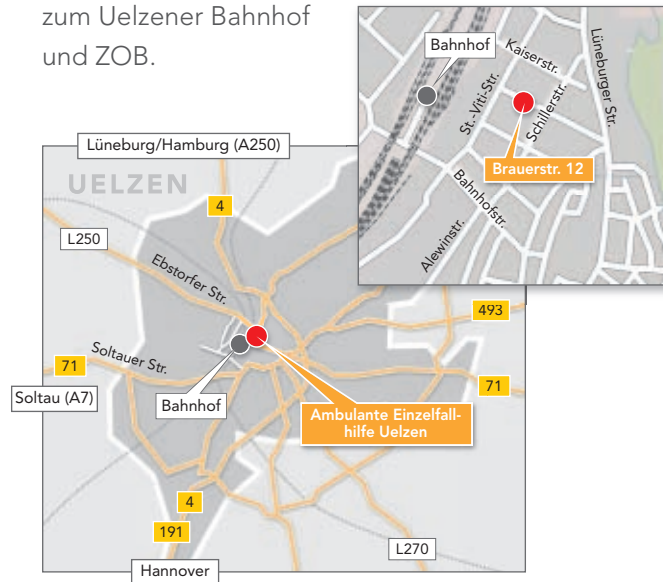 zum Uelzener Bahnhof
und ZOB.
Bahnhof
Kaiserstr.
Lüneburger Str.
St.-Viti-Str.
Schillerstr.
Brauerstr. 12
Bahnhofstr.
Alewinstr.
Lüneburg/Hamburg (A250)
UELZEN
4
L250
Ebstorfer Str.
493
Soltauer Str.
71
71
Soltau (A7)
Bahnhof
Ambulante Einzelfall-
hilfe Uelzen
4
191
L270
Hannover